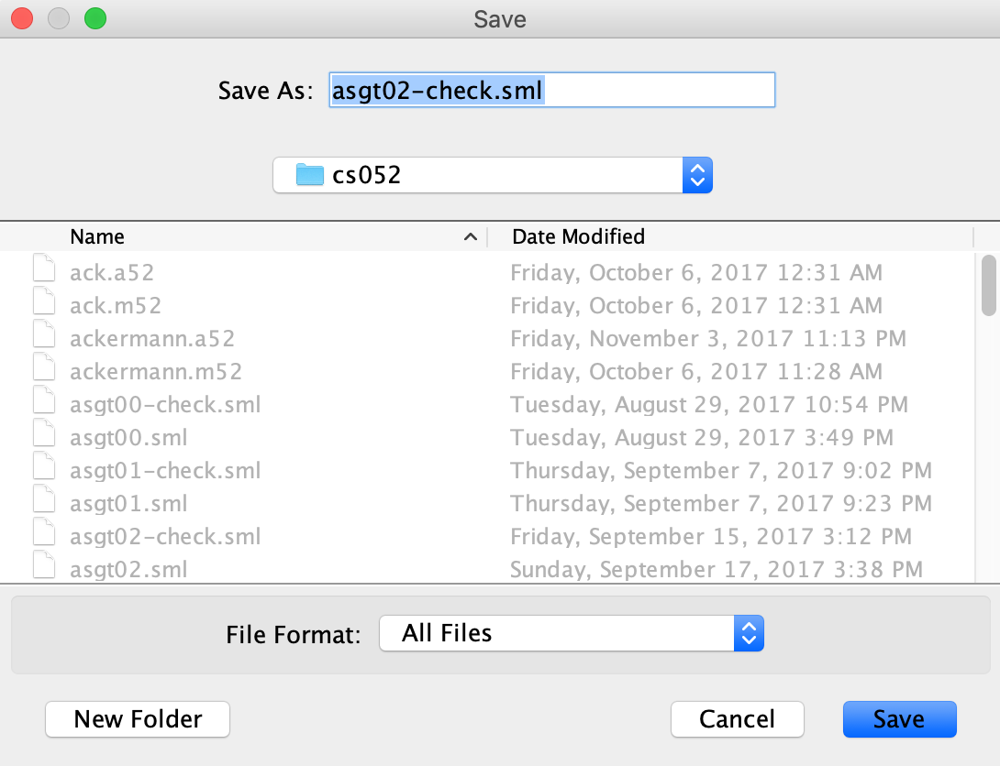 Save
Save As: asgt02-check.sml
cs052
Name Date Modified
ack.a52 Friday, October 6, 2017 12:31 AM
ack.m52 Friday, October 6, 2017 12:31 AM
ackermann.a52 Friday, November 3, 2017 11:13 PM
ackermann.m52 Friday, October 6, 2017 11:28 AM
asgt00-check.sml Tuesday, August 29, 2017 10:54 PM
asgt00.sml Tuesday, August 29, 2017 3:49 PM
asgt01-check.sml Thursday, September 7, 2017 9:02 PM
asgt01.sml Thursday, September 7, 2017 9:23 PM
asgt02-check.sml Friday, September 15, 2017 3:12 PM
asgt02.sml Sunday, September 17, 2017 3:38 PM
File Format: All Files
New Folder Cancel Save